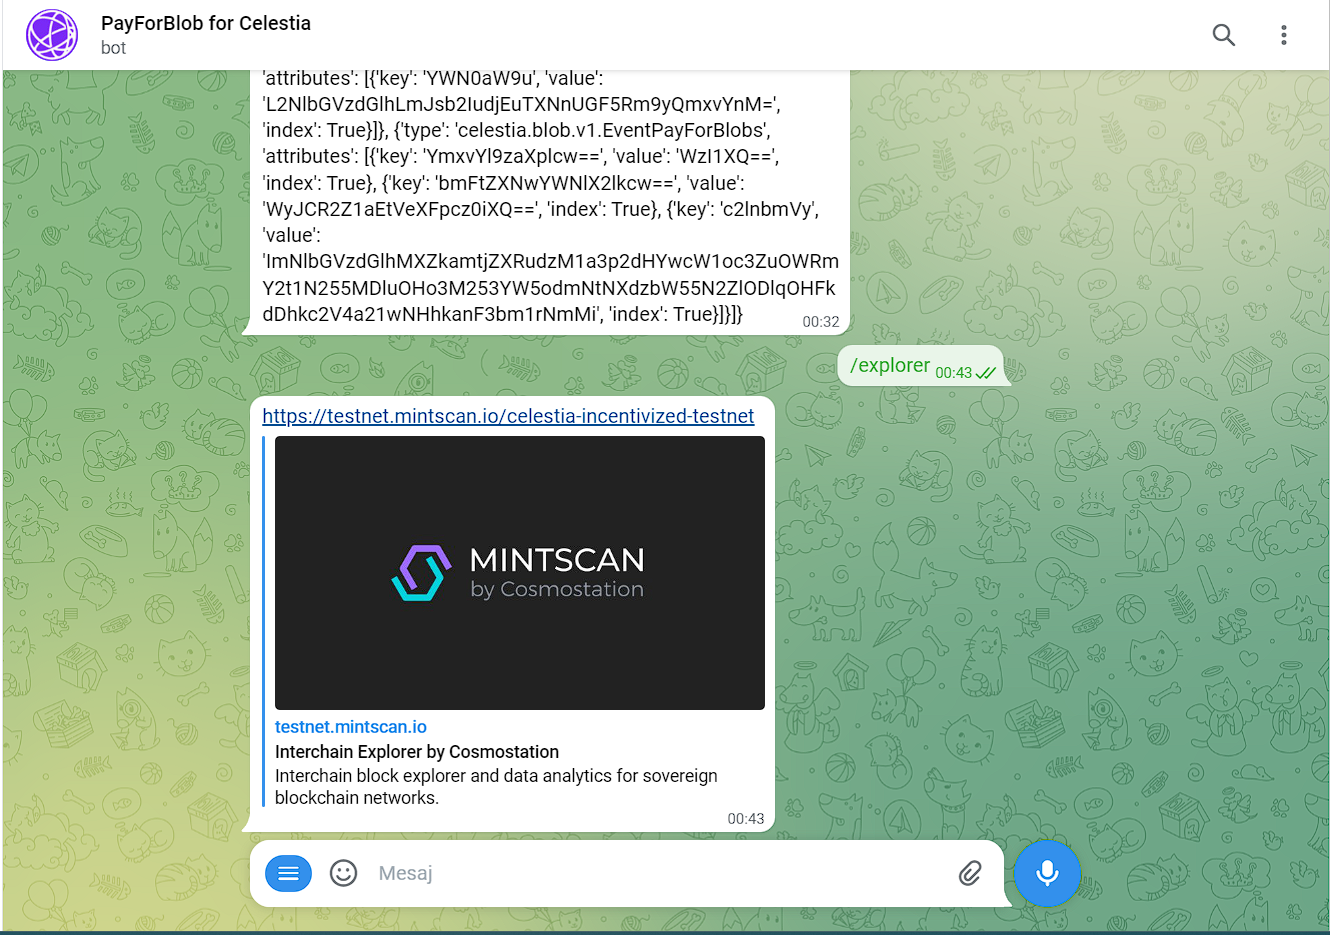 PayForBlob for Celestia
bot
'attributes': [{'key': 'YWN0aW9u', 'value':
'L2NlbGVzdGlhLmJsb2IudjEuTXNnUGF5Rm9yQmxvYnM=',
'index': True}]}, {'type': 'celestia.blob.v1.EventPayForBlobs',
'attributes': [{'key': 'YmxvYl9zaXplcw==', 'value': 'WzI1XQ==',
'index': True}, {'key': 'bmFtZXNwYWNlX2lkcw==', 'value':
'WyJCR2Z1aEtVeXFpcz0iXQ==', 'index': True}, {'key': 'c2lnbmVy',
'value':
'ImNlbGVzdGlhMXZkamtjZXRudzM1a3p2dHYwcW1oc3ZuOWRm
Y2t1N255MDluOHo3M253YW5odmNtNXdzbW55N2ZlODlqOHFk
dDhkc2V4a21wNHhkanF3bm1rNmMi', 'index': True}]}]}
00:32
/explorer 00:43
https://testnet.mintscan.io/celestia-incentivized-testnet
MINTSCAN
by Cosmostation
testnet.mintscan.io
Interchain Explorer by Cosmostation
Interchain block explorer and data analytics for sovereign
blockchain networks.
00:43
Mesaj